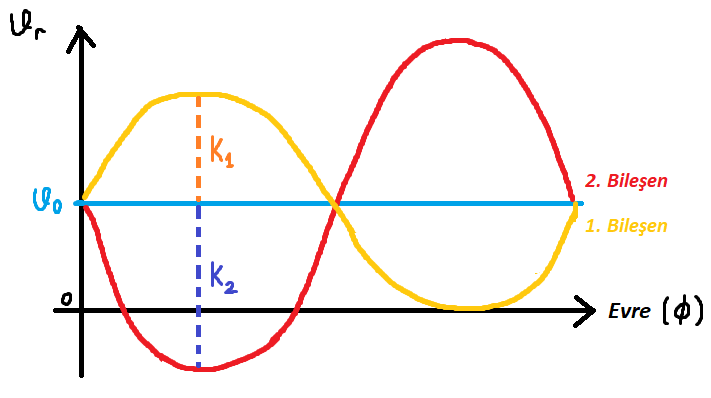 ϑr
K1
2. Bileşen
ϑ0
1. Bileşen
K2
0
Evre (ϕ)